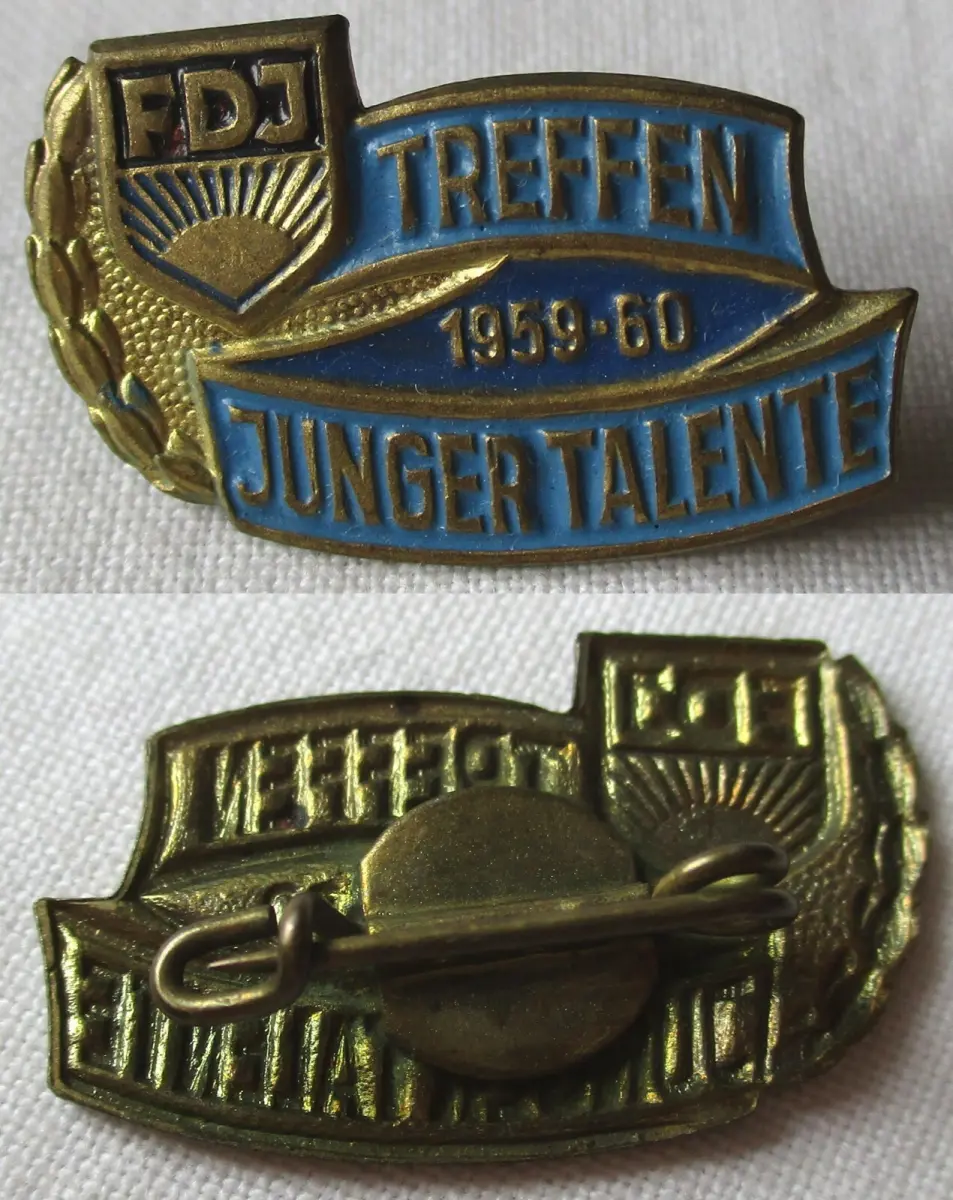 FDJ
TREFFEN
1959-60
JUNGER TALENTE